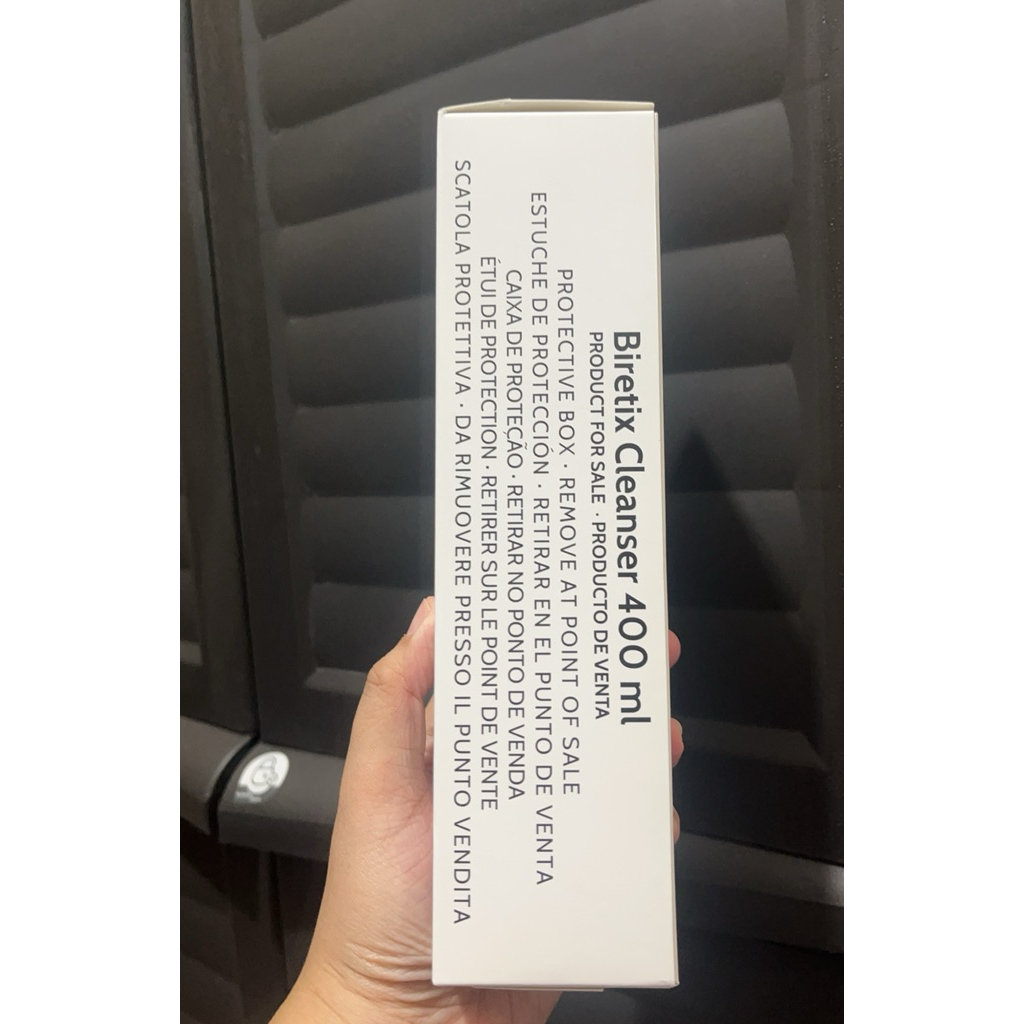 Biretix Cleanser 400 ml
PRODUCT FOR SALE · PRODUCTO DE VENTA
PROTECTIVE BOX · REMOVE AT POINT OF SALE
ESTUCHE DE PROTECCIÓN · RETIRAR EN EL PUNTO DE VENTA
CAIXA DE PROTEÇÃO · RETIRAR NO PONTO DE VENDA
ÉTUI DE PROTECTION · RETIRER SUR LE POINT DE VENTE
SCATOLA PROTETTIVA · DA RIMUOVERE PRESSO IL PUNTO VENDITA